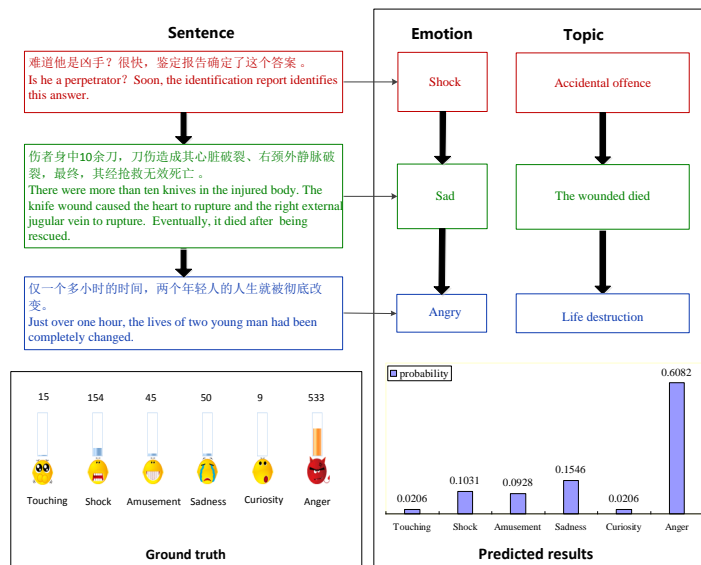 Sentence
Emotion
Topic
难道他是凶手？很快，鉴定报告确定了这个答案 。
Is he a perpetrator? Soon, the identification report identifies
this answer.
Shock
Accidental offence
伤者身中10余刀，刀伤造成其心脏破裂、右颈外静脉破
裂，最终，其经抢救无效死亡 。
There were more than ten knives in the injured body. The
knife wound caused the heart to rupture and the right external
jugular vein to rupture. Eventually, it died after being
rescued.
Sad
The wounded died
仅一个多小时的时间，两个年轻人的人生就被彻底改
变。
Just over one hour, the lives of two young man had been
completely changed.
Angry
Life destruction
15 154 45 50 9 533
Touching Shock Amusement Sadness Curiosity Anger
Ground truth
probability
0.0206 0.1031 0.0928 0.1546 0.0206 0.6082
Touching Shock Amusement Sadness Curiosity Anger
Predicted results